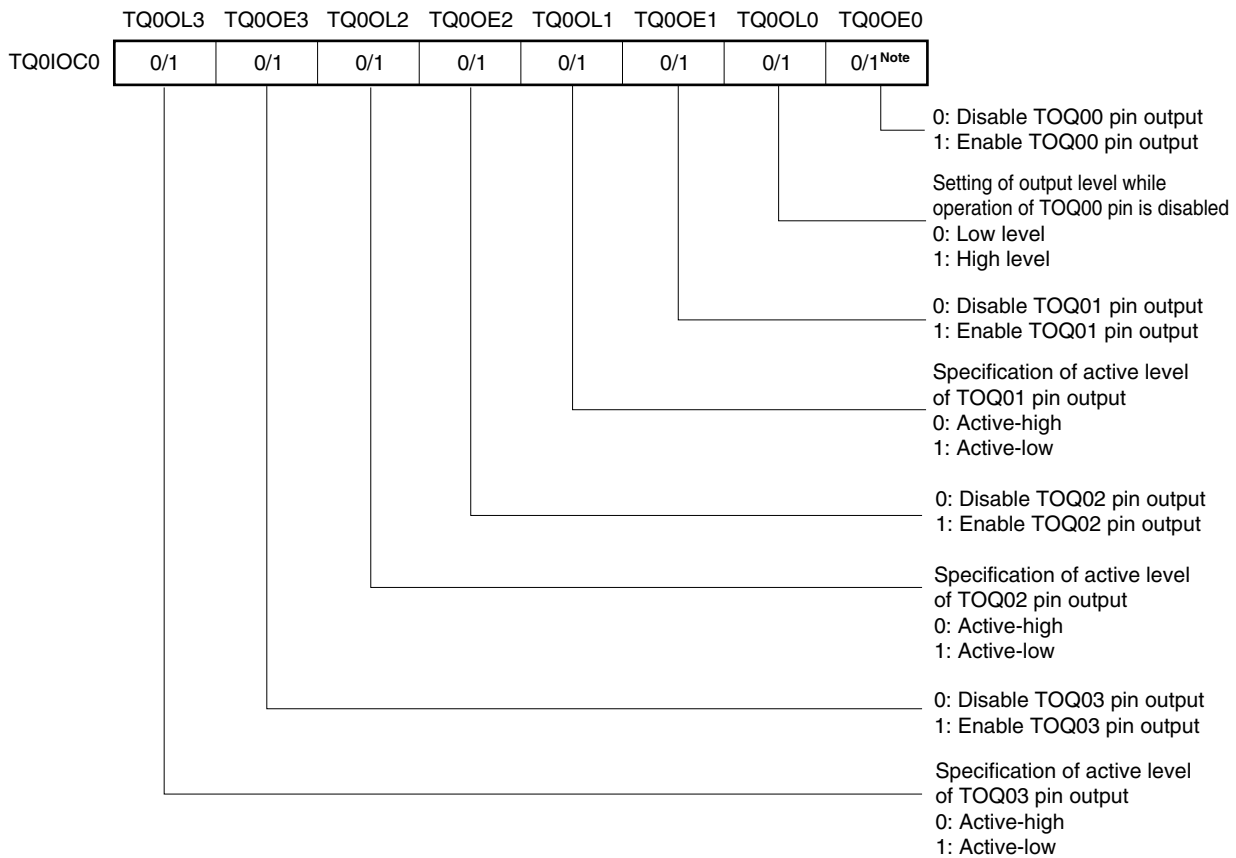 TQ0OL3 TQ0OE3 TQ0OL2 TQ0OE2 TQ0OL1 TQ0OE1 TQ0OL0 TQ0OE0
TQ0IOC0 0/1 0/1 0/1 0/1 0/1 0/1 0/1 0/1Note
0: Disable TOQ00 pin output
1: Enable TOQ00 pin output
Setting of output level while
operation of TOQ00 pin is disabled
0: Low level
1: High level
0: Disable TOQ01 pin output
1: Enable TOQ01 pin output
Specification of active level
of TOQ01 pin output
0: Active-high
1: Active-low
0: Disable TOQ02 pin output
1: Enable TOQ02 pin output
Specification of active level
of TOQ02 pin output
0: Active-high
1: Active-low
0: Disable TOQ03 pin output
1: Enable TOQ03 pin output
Specification of active level
of TOQ03 pin output
0: Active-high
1: Active-low